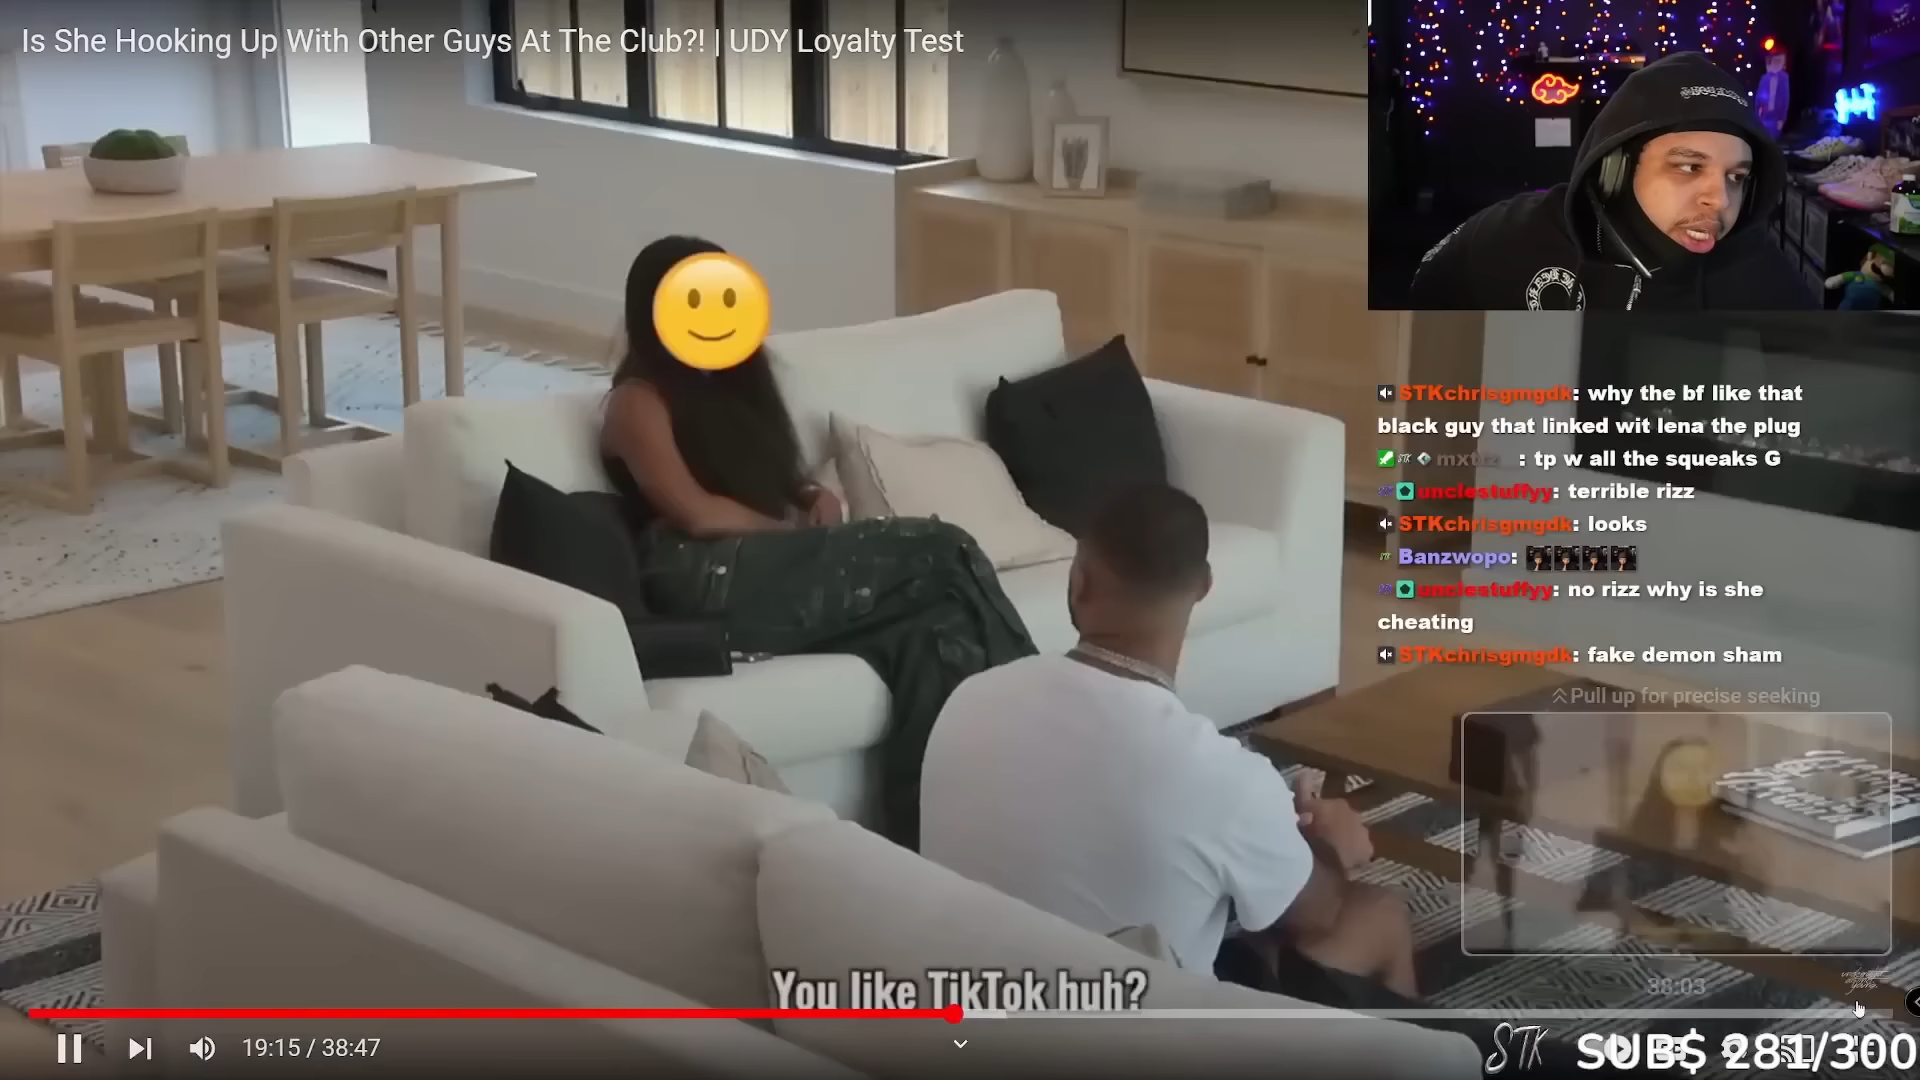 Is She Hooking Up With Other Guys At The Club?! | UDY Loyalty Test
STKchrisgmgdk: why the bf like that
black guy that linked wit lena the plug
: tp w all the squeaks G
unclestuffyy: terrible rizz
STKchrisgmgdk: looks
Banzwopo:
unclestuffyy: no rizz why is she
cheating
STKchrisgmgdk: fake demon sham
Pull up for precise seeking
You like TikTok huh?
38:03
19:15 / 38:47
STK
SUB$ 281/300